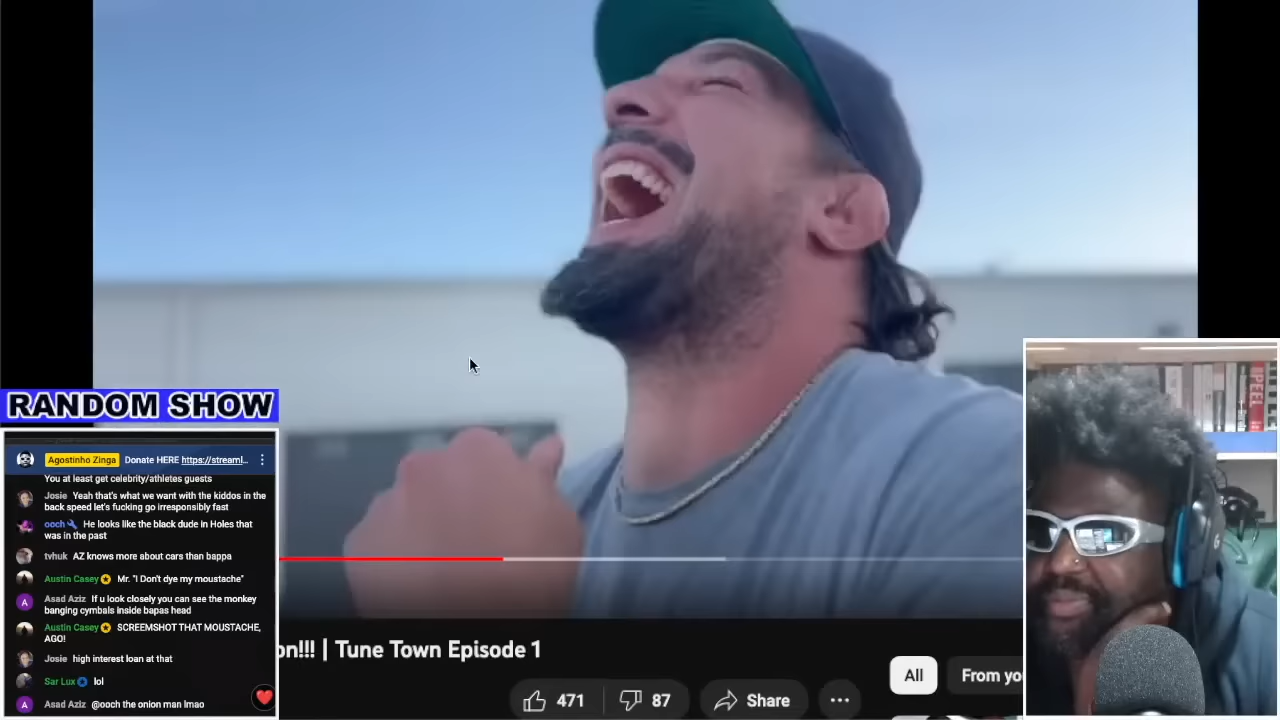 RANDOM SHOW
Agostinho Zinga Donate HERE https://streaml...
You at least get celebrity/athletes guests
Josie Yeah that's what we want with the kiddos in the
back speed let's fucking go irresponsibly fast
ooch He looks like the black dude in Holes that
was in the past
tvhuk AZ knows more about cars than bappa
Austin Casey Mr. "I Don't dye my moustache"
Asad Aziz If u look closely you can see the monkey
banging cymbals inside bapas head
Austin Casey SCREEMSHOT THAT MOUSTACHE,
AGO!
Josie high interest loan at that
Sar Lux lol
Asad Aziz @ooch the onion man lmao
on!!! | Tune Town Episode 1
471
87
Share
All
From yo
PEEL